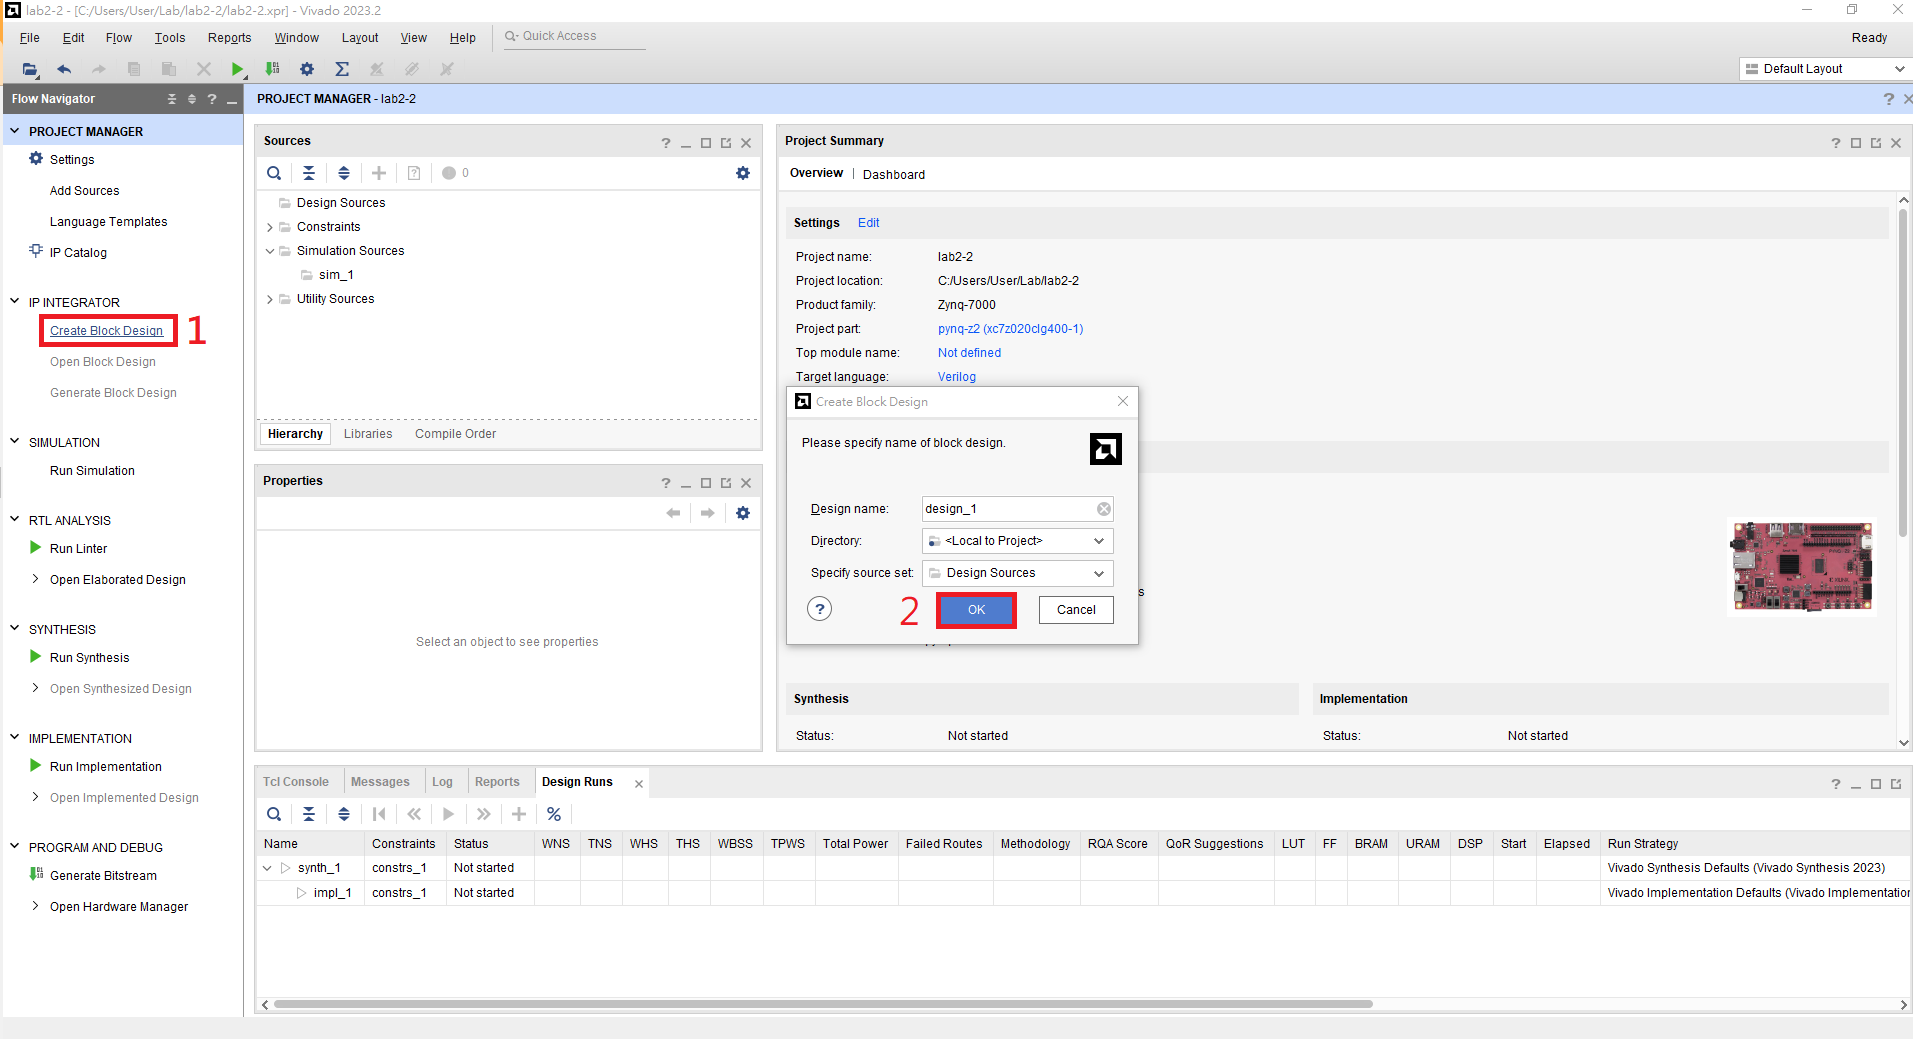 lab2-2 - [C:/Users/User/Lab/lab2-2/lab2-2.xpr] - Vivado 2023.2
File Edit Flow Tools Reports Window Layout View Help Quick Access
Ready
Default Layout
Flow Navigator
PROJECT MANAGER
Settings
Add Sources
Language Templates
IP Catalog
IP INTEGRATOR
Create Block Design 1
Open Block Design
Generate Block Design
SIMULATION
Run Simulation
RTL ANALYSIS
Run Linter
Open Elaborated Design
SYNTHESIS
Run Synthesis
Open Synthesized Design
IMPLEMENTATION
Run Implementation
Open Implemented Design
PROGRAM AND DEBUG
Generate Bitstream
Open Hardware Manager
PROJECT MANAGER - lab2-2
Sources
0
Design Sources
Constraints
Simulation Sources
sim_1
Utility Sources
Hierarchy Libraries Compile Order
Properties
Select an object to see properties
Project Summary
Overview | Dashboard
Settings Edit
Project name: lab2-2
Project location: C:/Users/User/Lab/lab2-2
Product family: Zynq-7000
Project part: pynq-z2 (xc7z020clg400-1)
Top module name: Not defined
Target language: Verilog
Create Block Design
Please specify name of block design.
Design name: design_1
Directory: <Local to Project>
Specify source set: Design Sources
? 2 OK Cancel
s
Synthesis
Status: Not started
Implementation
Status: Not started
Tcl Console Messages Log Reports Design Runs
Name Constraints Status WNS TNS WHS THS WBSS TPWS Total Power Failed Routes Methodology RQA Score QoR Suggestions LUT FF BRAM URAM DSP Start Elapsed Run Strategy
synth_1 constrs_1 Not started Vivado Synthesis Defaults (Vivado Synthesis 2023)
impl_1 constrs_1 Not started Vivado Implementation Defaults (Vivado Implementation